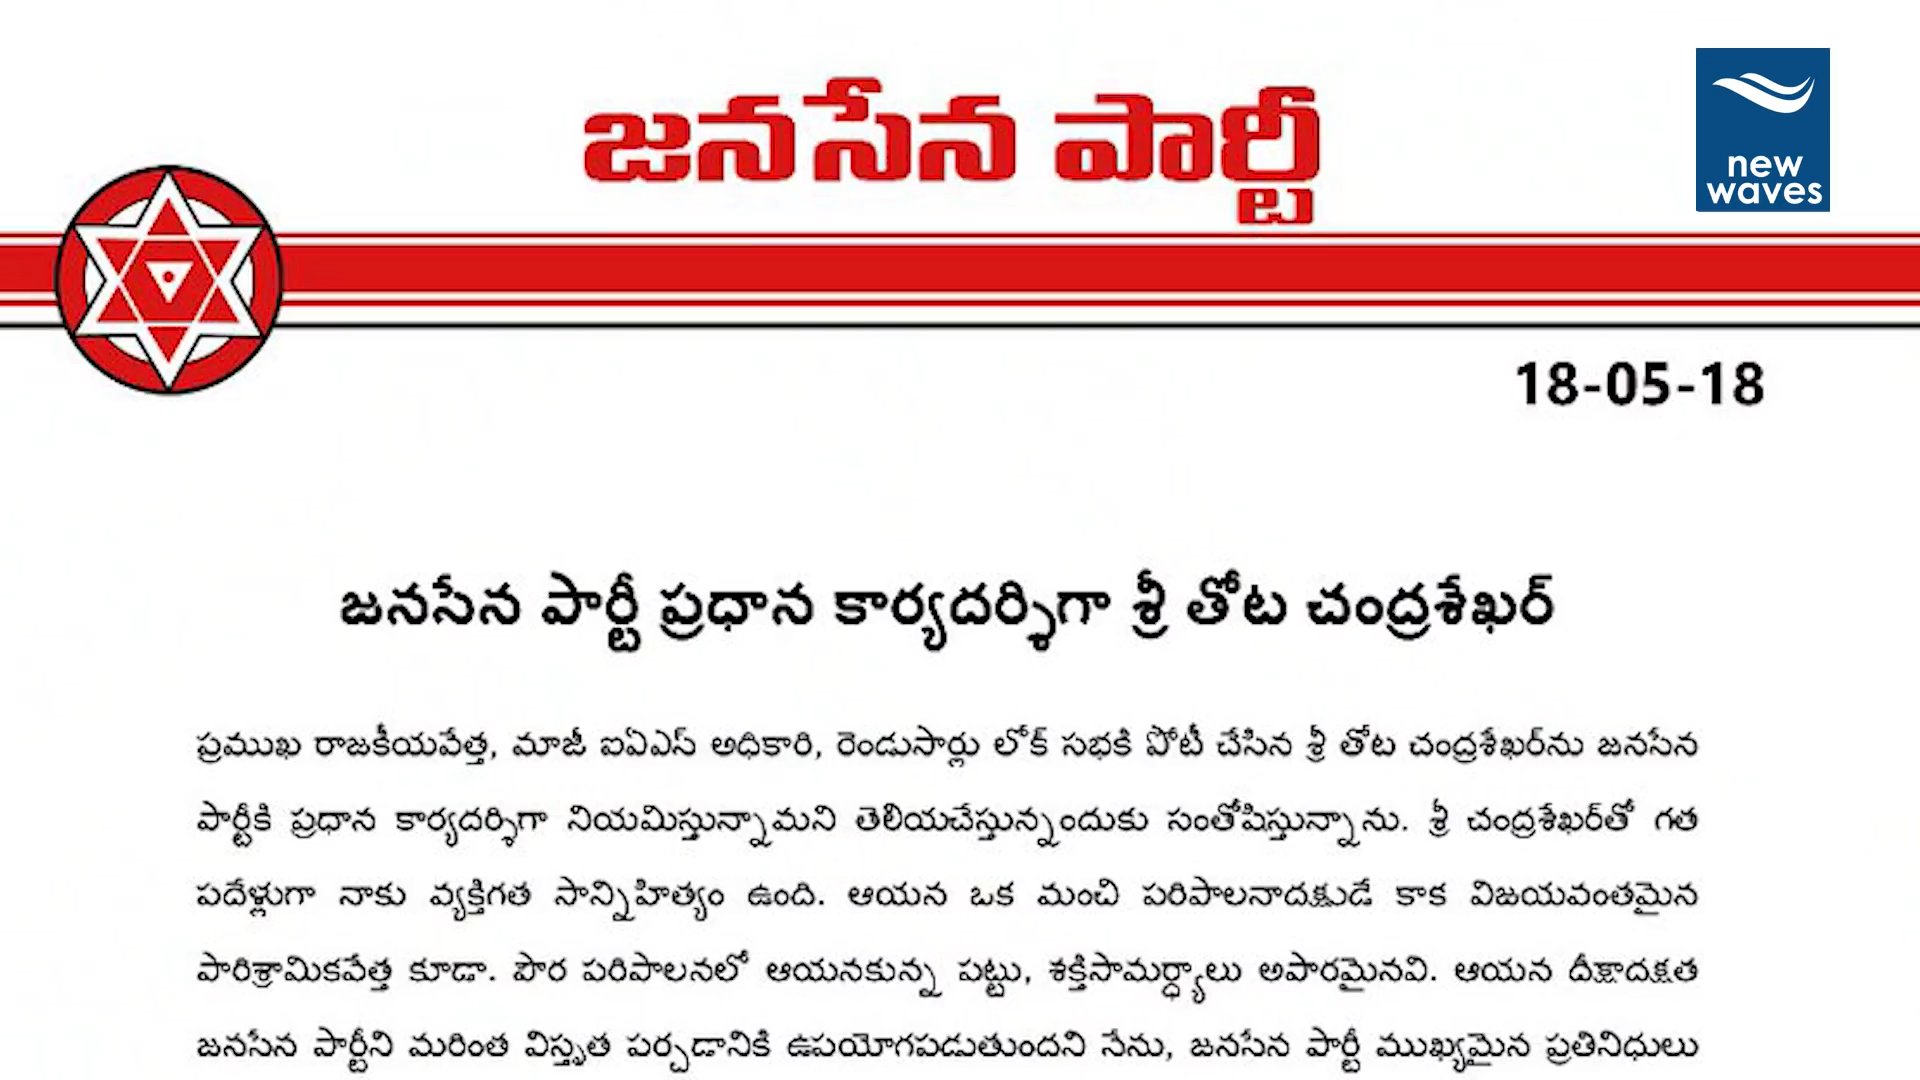 జనసేన పార్టీ
new
waves
18-05-18
జనసేన పార్టీ ప్రధాన కార్యదర్శిగా శ్రీ తోట చంద్రశేఖర్
ప్రముఖ రాజకీయవేత్త, మాజీ ఐఏఎస్ అధికారి, రెండుసార్లు లోక్ సభకి పోటీ చేసిన శ్రీ తోట చంద్రశేఖర్‌ను జనసేన
పార్టీకి ప్రధాన కార్యదర్శిగా నియమిస్తున్నామని తెలియచేస్తున్నందుకు సంతోషిస్తున్నాను. శ్రీ చంద్రశేఖర్‌తో గత
పదేళ్లుగా నాకు వ్యక్తిగత సాన్నిహిత్యం ఉంది. ఆయన ఒక మంచి పరిపాలనాదక్షుడే కాక విజయవంతమైన
పారిశ్రామికవేత్త కూడా. పౌర పరిపాలనలో ఆయనకున్న పట్టు, శక్తిసామర్థ్యాలు అపారమైనవి. ఆయన దీక్షాదక్షత
జనసేన పార్టీని మరింత విస్తృత పర్చడానికి ఉపయోగపడుతుందని నేను, జనసేన పార్టీ ముఖ్యమైన ప్రతినిధులు